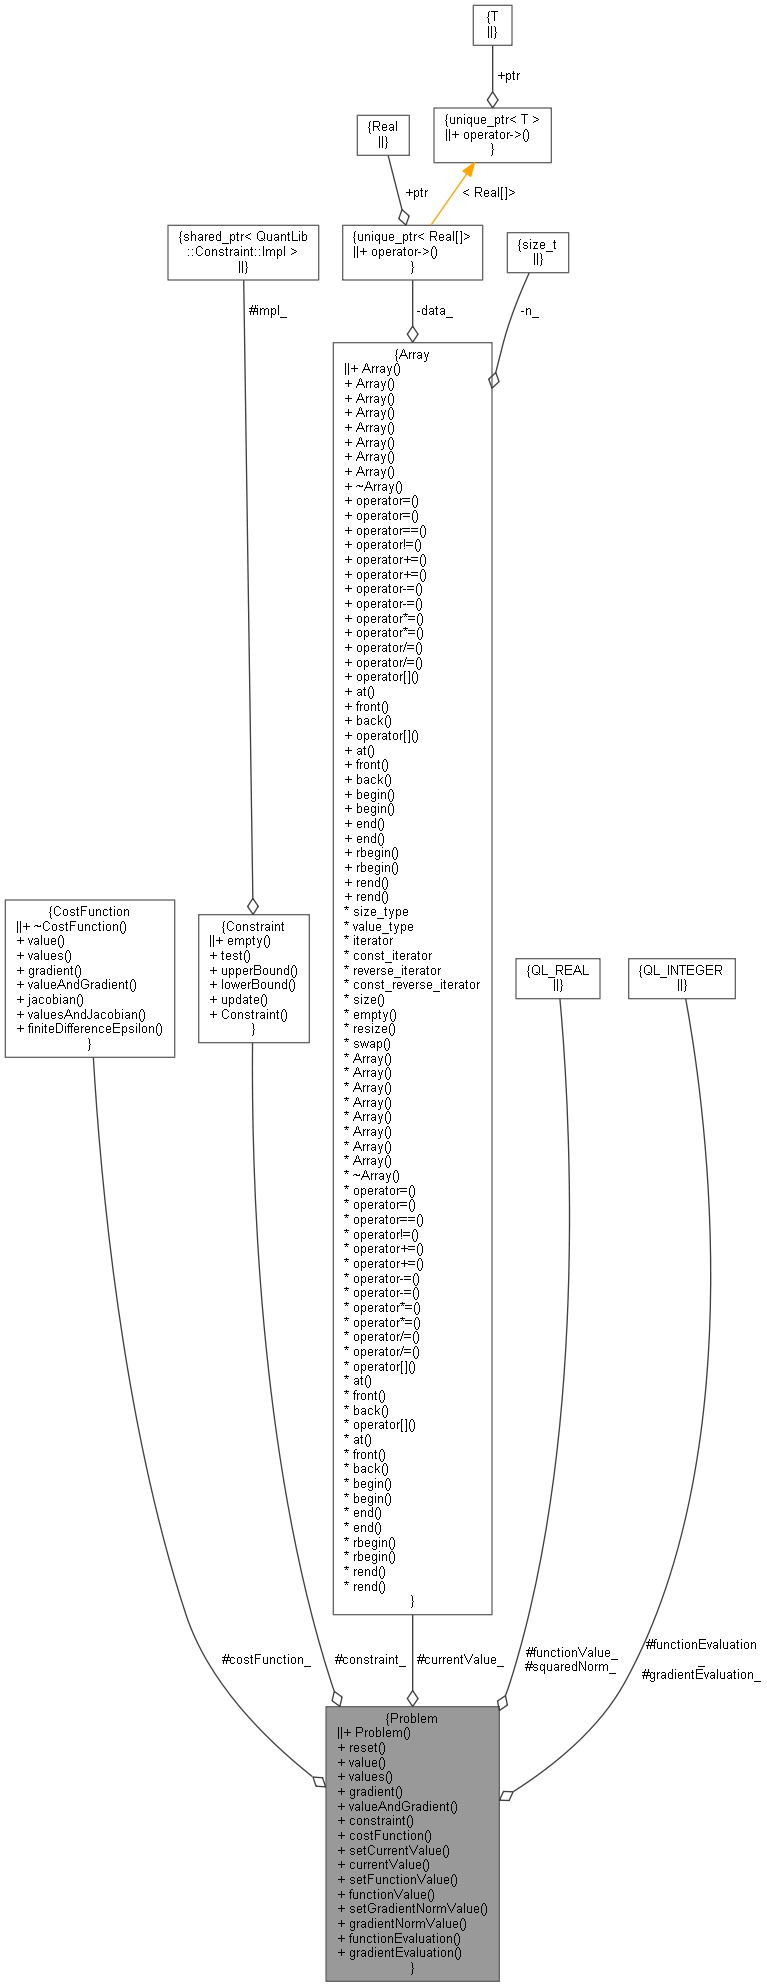 {T
||}
+ptr
{unique_ptr< T >
||+ operator->()
}
{Real
||}
+ptr
< Real[]>
{shared_ptr< QuantLib
::Constraint::Impl >
||}
{unique_ptr< Real[]>
||+ operator->()
}
{size_t
||}
#impl_
-data_
-n_
{Array
||+ Array()
+ Array()
+ Array()
+ Array()
+ Array()
+ Array()
+ Array()
+ Array()
+ ~Array()
+ operator=()
+ operator=()
+ operator==()
+ operator!=()
+ operator+=()
+ operator+=()
+ operator-=()
+ operator-=()
+ operator*=()
+ operator*=()
+ operator/=()
+ operator/=()
+ operator[]()
+ at()
+ front()
+ back()
+ operator[]()
+ at()
+ front()
+ back()
+ begin()
+ begin()
+ end()
+ end()
+ rbegin()
+ rbegin()
+ rend()
+ rend()
* size_type
* value_type
* iterator
* const_iterator
* reverse_iterator
* const_reverse_iterator
* size()
* empty()
* resize()
* swap()
* Array()
* Array()
* Array()
* Array()
* Array()
* Array()
* Array()
* Array()
* ~Array()
* operator=()
* operator=()
* operator==()
* operator!=()
* operator+=()
* operator+=()
* operator-=()
* operator-=()
* operator*=()
* operator*=()
* operator/=()
* operator/=()
* operator[]()
* at()
* front()
* back()
* operator[]()
* at()
* front()
* back()
* begin()
* begin()
* end()
* end()
* rbegin()
* rbegin()
* rend()
* rend()
}
{CostFunction
||+ ~CostFunction()
+ value()
+ values()
+ gradient()
+ valueAndGradient()
+ jacobian()
+ valuesAndJacobian()
+ finiteDifferenceEpsilon()
}
{Constraint
||+ empty()
+ test()
+ upperBound()
+ lowerBound()
+ update()
+ Constraint()
}
{QL_REAL
||}
{QL_INTEGER
||}
#costFunction_
#constraint_
#currentValue_
#functionValue_
#squaredNorm_
#functionEvaluation
_
#gradientEvaluation_
{Problem
||+ Problem()
+ reset()
+ value()
+ values()
+ gradient()
+ valueAndGradient()
+ constraint()
+ costFunction()
+ setCurrentValue()
+ currentValue()
+ setFunctionValue()
+ functionValue()
+ setGradientNormValue()
+ gradientNormValue()
+ functionEvaluation()
+ gradientEvaluation()
}